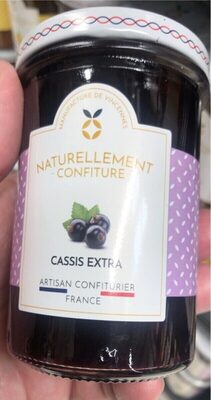 MANUFACTURE DE VINCENNES
NATURELLEMENT
- CONFITURE -
CASSIS EXTRA
ARTISAN CONFITURIER
FRANCE